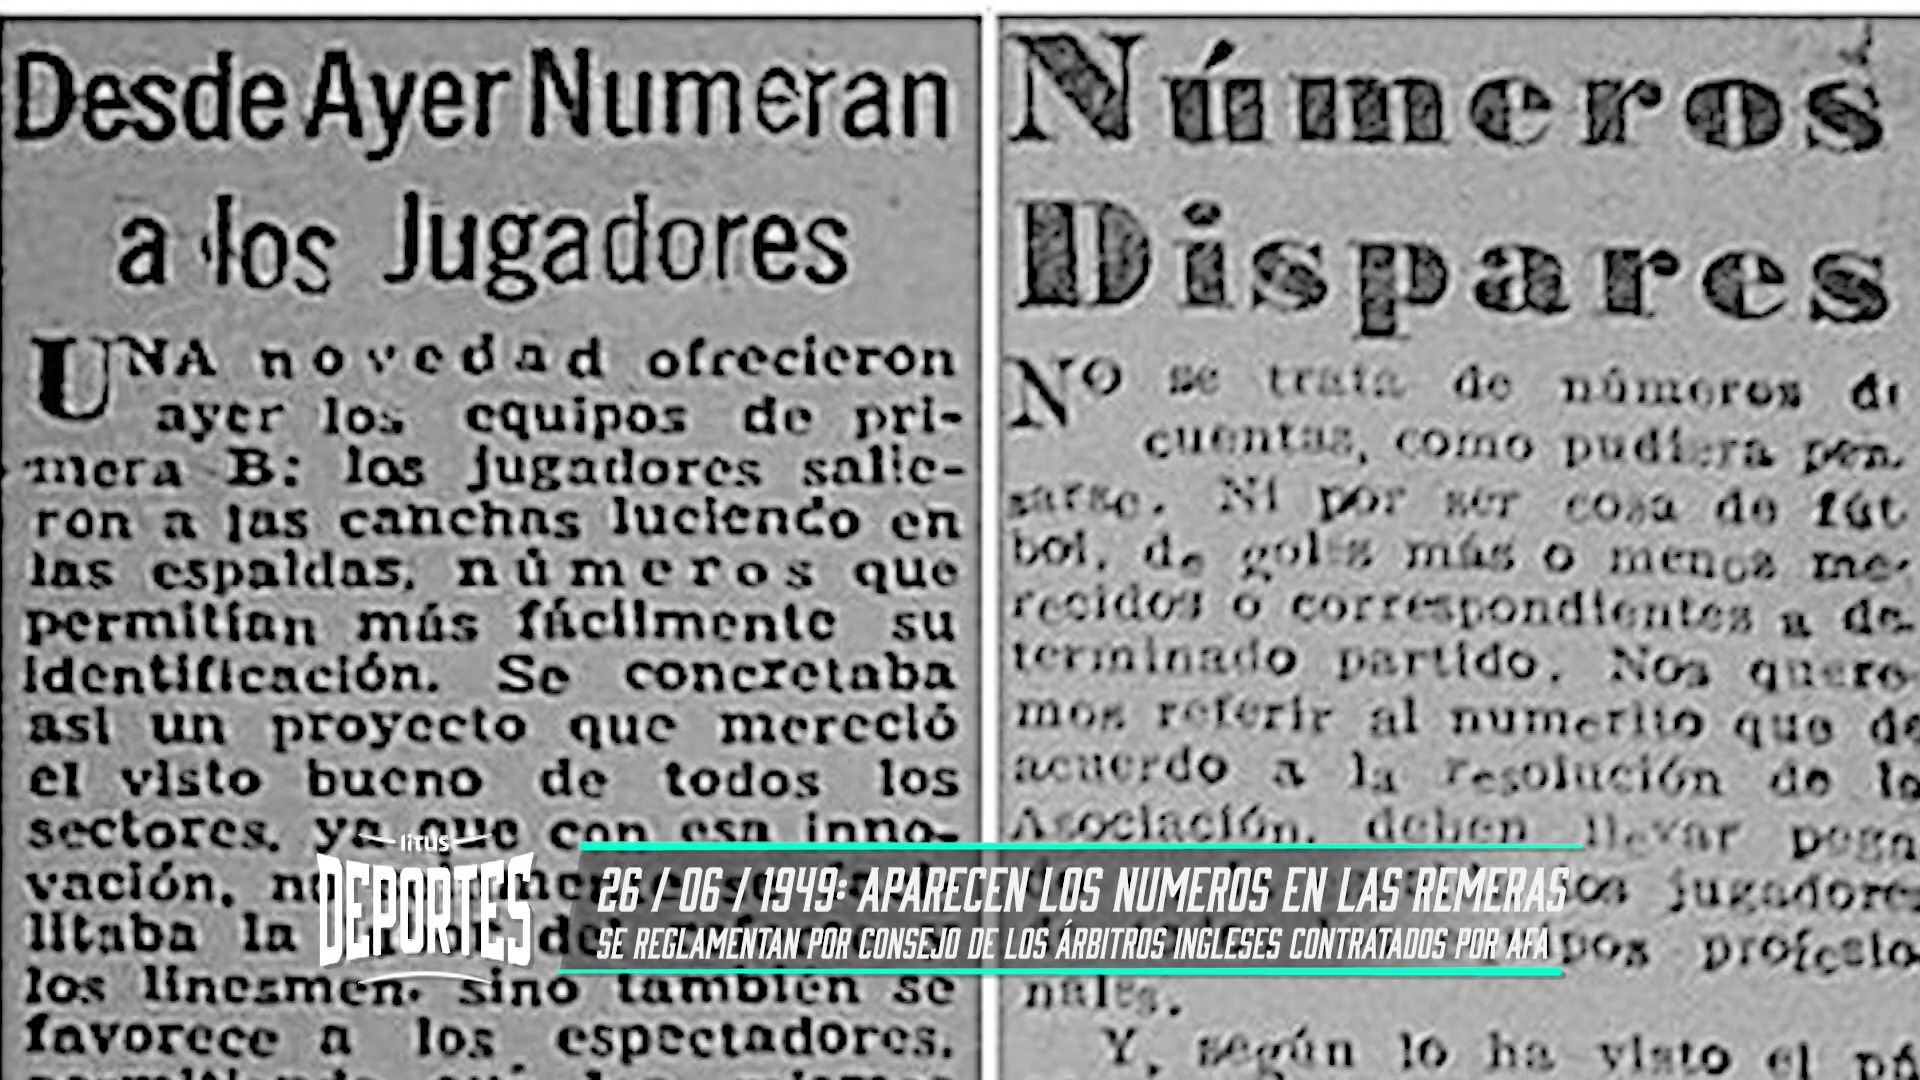 Desde Ayer Numeran
a los Jugadores
UNA novedad ofrecieron
ayer los equipos de pri-
mera B: los jugadores salie-
ron a las canchas luciendo en
las espaldas, números que
permitían más fácilmente su
identificación. Se concretaba
así un proyecto que mereció
el visto bueno de todos los
sectores, ya que con esa inno-
vación, no
litaba la
los linesmen, sino también se
favorece a los espectadores,
Números
Dispares
No se trata de números de
cuentas, como pudiera pen-
sarse. Ni por ser cosa de fút
bol, de goles más o menos me-
recidos o correspondientes a de-
terminado partido. Nos quere-
mos referir al numerito que de
acuerdo a la resolución de la
Asociación, deben llevar pega
jugadores
profesio-
nales.
Y, según lo ha visto el pú
litus
DEPORTES
26 / 06 / 1949: APARECEN LOS NUMEROS EN LAS REMERAS
SE REGLAMENTAN POR CONSEJO DE LOS ÁRBITROS INGLESES CONTRATADOS POR AFA